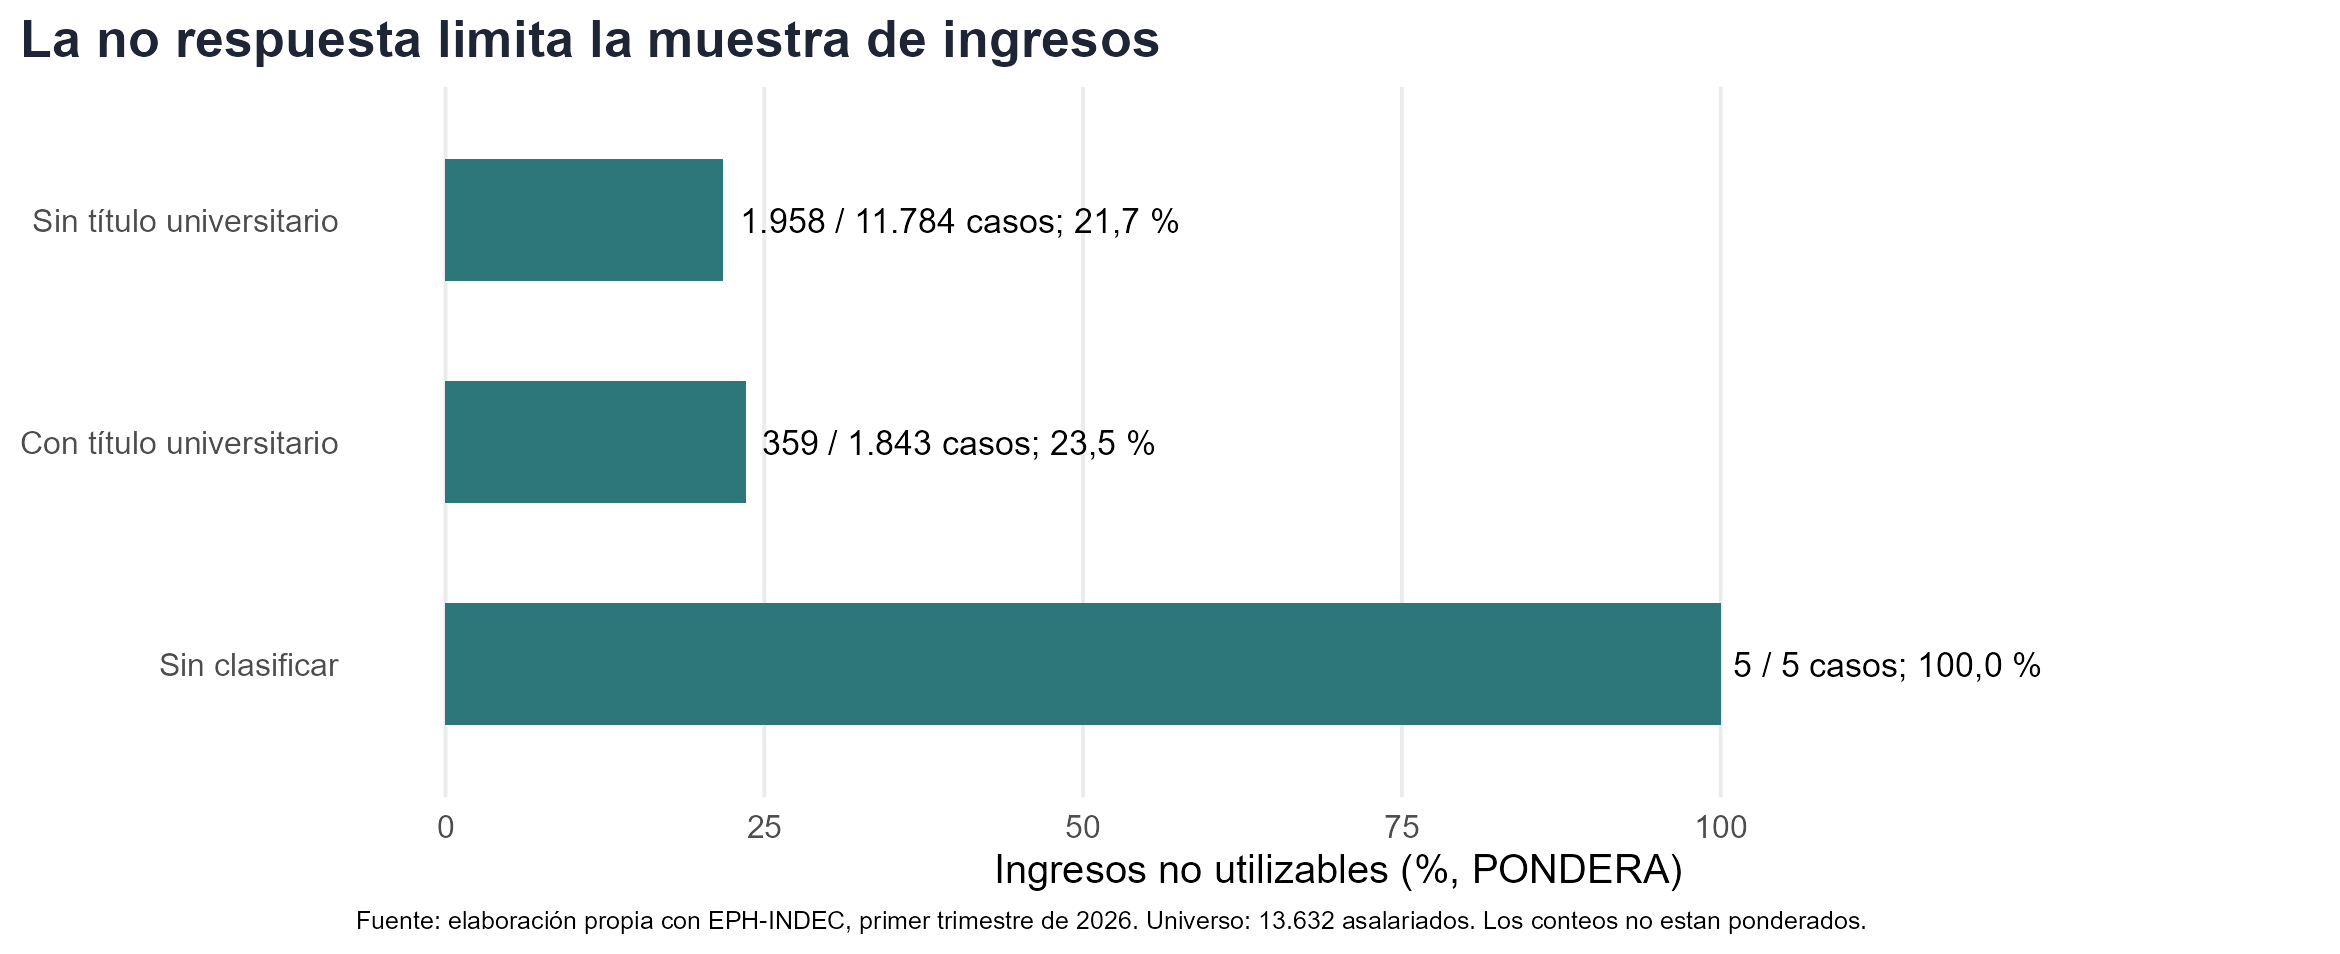 La no respuesta limita la muestra de ingresos
Sin título universitario
1.958 / 11.784 casos; 21,7 %
Con título universitario
359 / 1.843 casos; 23,5 %
Sin clasificar
5 / 5 casos; 100,0 %
0 25 50 75 100
Ingresos no utilizables (%, PONDERA)
Fuente: elaboración propia con EPH-INDEC, primer trimestre de 2026. Universo: 13.632 asalariados. Los conteos no estan ponderados.